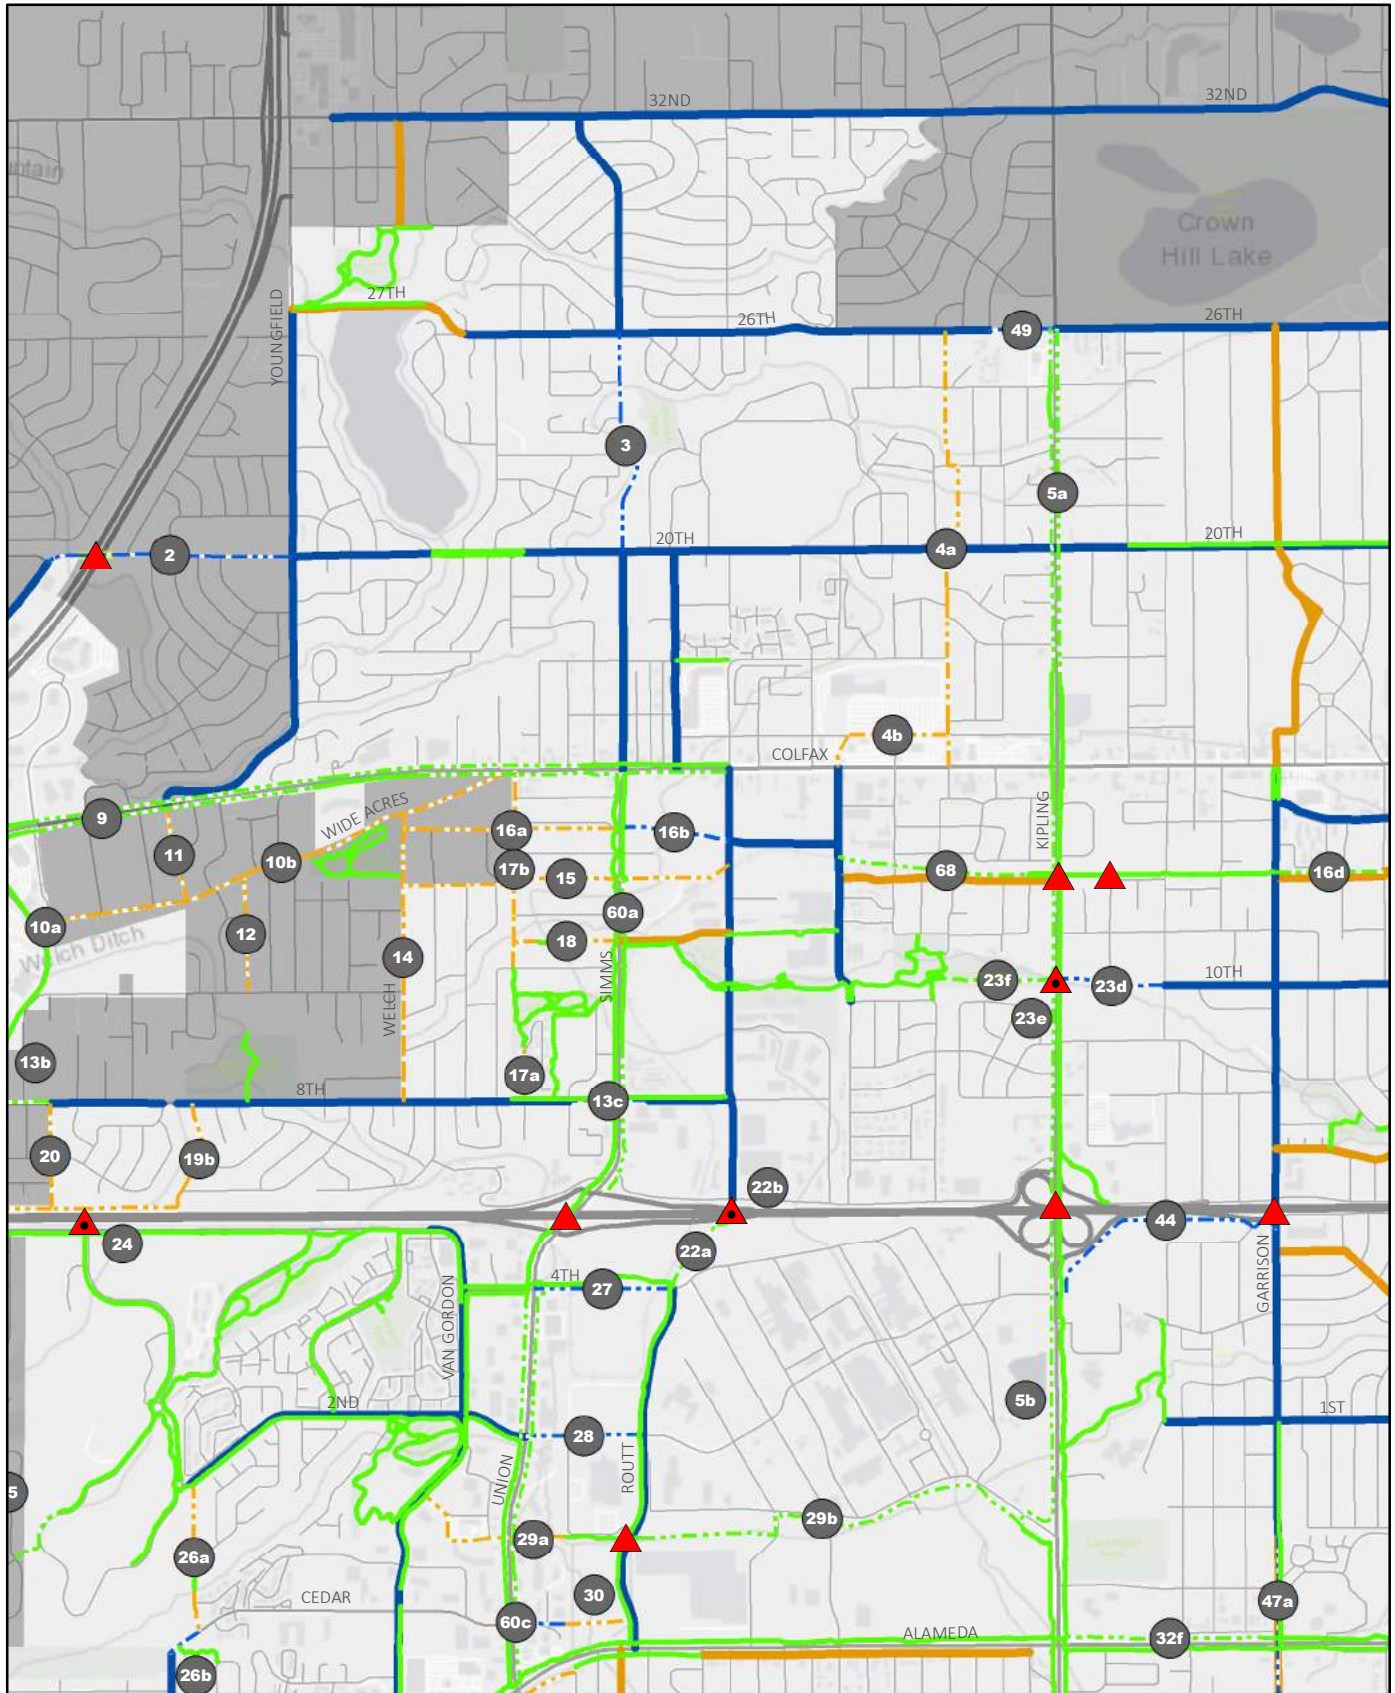 32ND
32ND
ntain
Crown
Hill Lake
27TH
YOUNGFIELD
26TH
49
26TH
3
5a
2
20TH
4a
20TH
4b
COLFAX
KIPLING
9
WIDE ACRES
16a
16b
11
10b
17b
15
68
16d
60a
10a
Welch Ditch
12
14
18
SIMMS
WELCH
23f
23d
10TH
23e
13b
17a
8TH
13c
20
19b
22b
24
22a
44
GARRISON
4TH
27
VAN GORDON
2ND
5b
1ST
28
UNION
ROUTT
5
29b
29a
26a
30
CEDAR
47a
60c
ALAMEDA
32f
26b